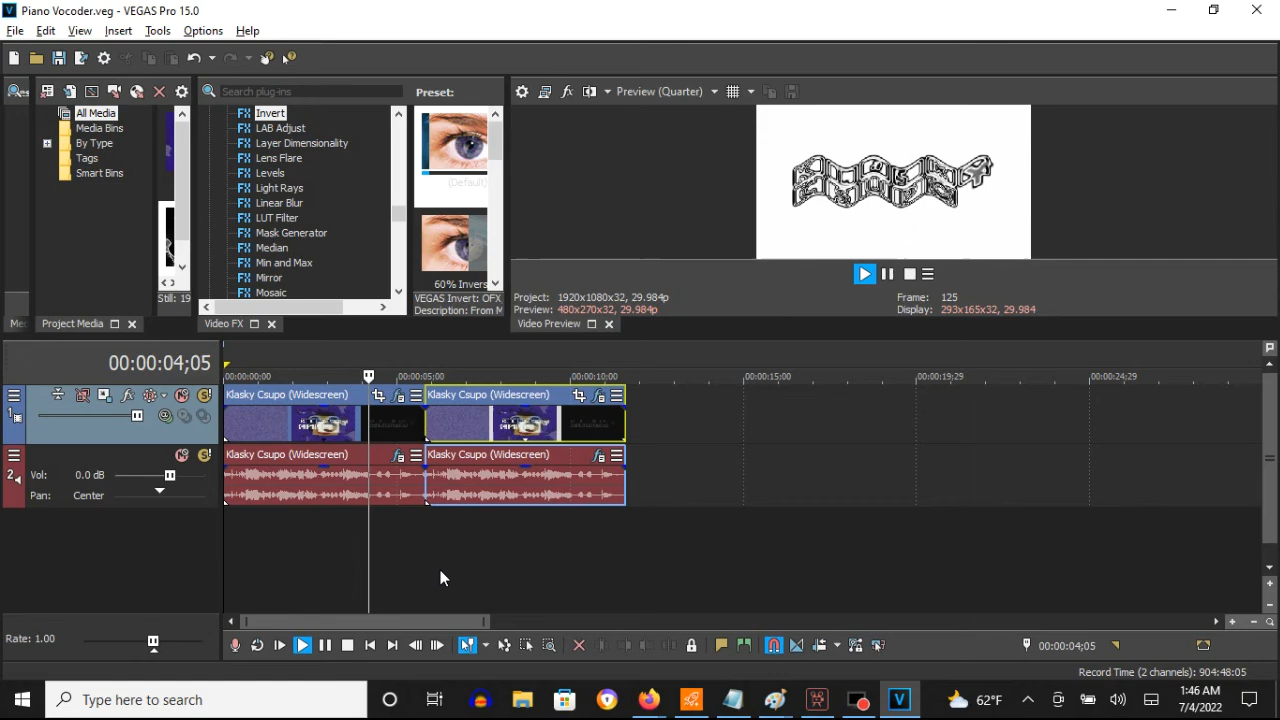 Piano Vocoder.veg - VEGAS Pro 15.0
File Edit View Insert Tools Options Help
Search plug-ins
Preset:
Preview (Quarter)
All Media
Media Bins
By Type
Tags
Smart Bins
Still: 19
Invert
LAB Adjust
Layer Dimensionality
Lens Flare
Levels
Light Rays
Linear Blur
LUT Filter
Mask Generator
Median
Min and Max
Mirror
Mosaic
(Default)
60% Invers
VEGAS Invert: OFX
Description: From M
Project: 1920x1080x32, 29.984p
Preview: 480x270x32, 29.984p
Frame: 125
Display: 293x165x32, 29.984
Me
Project Media
Video FX
Video Preview
00:00:04;05
00:00:00;00 00:00:05;00 00:00:10;00 00:00:15;00 00:00:19;29 00:00:24;29
1
Klasky Csupo (Widescreen) Klasky Csupo (Widescreen)
2
Klasky Csupo (Widescreen) Klasky Csupo (Widescreen)
Vol: 0.0 dB
Pan: Center
Rate: 1.00
00:00:04;05
Record Time (2 channels): 904:48:05
Type here to search
62°F
1:46 AM
7/4/2022